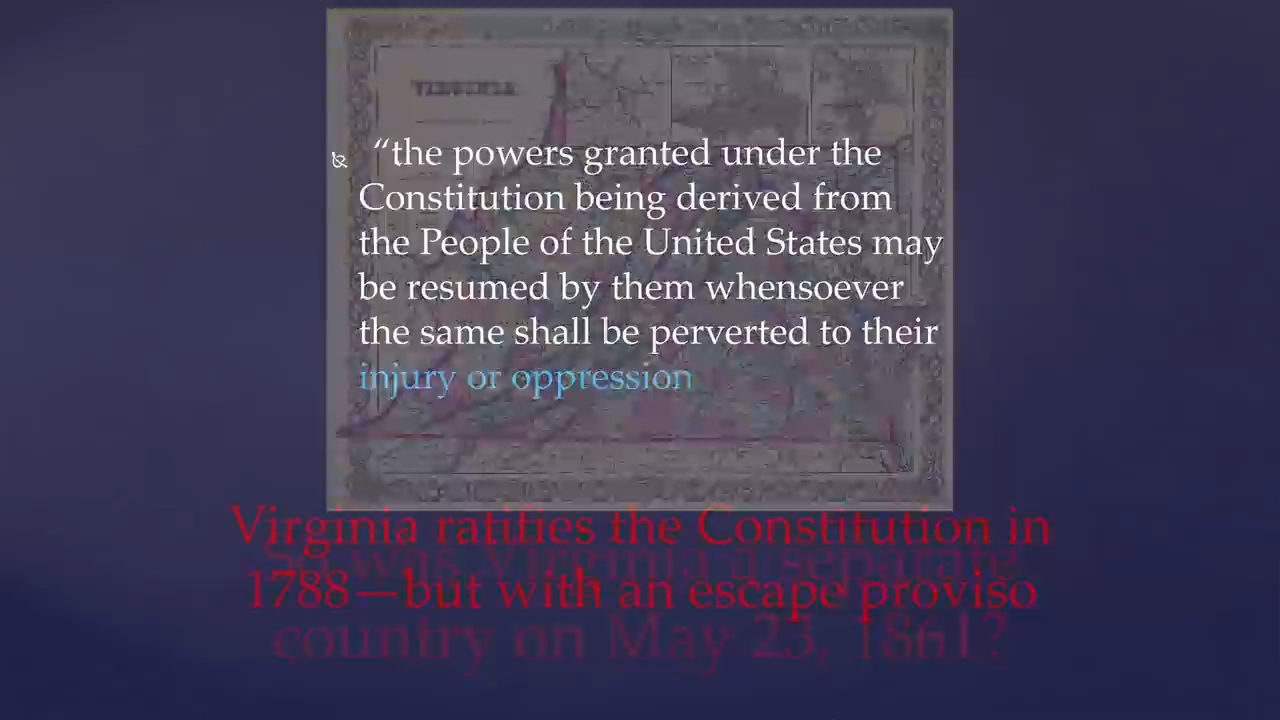 VIRGINIA
“the powers granted under the
Constitution being derived from
the People of the United States may
be resumed by them whensoever
the same shall be perverted to their
injury or oppression
Virginia ratifies the Constitution in
So was Virginia a separate
1788—but with an escape proviso
country on May 23, 1861?